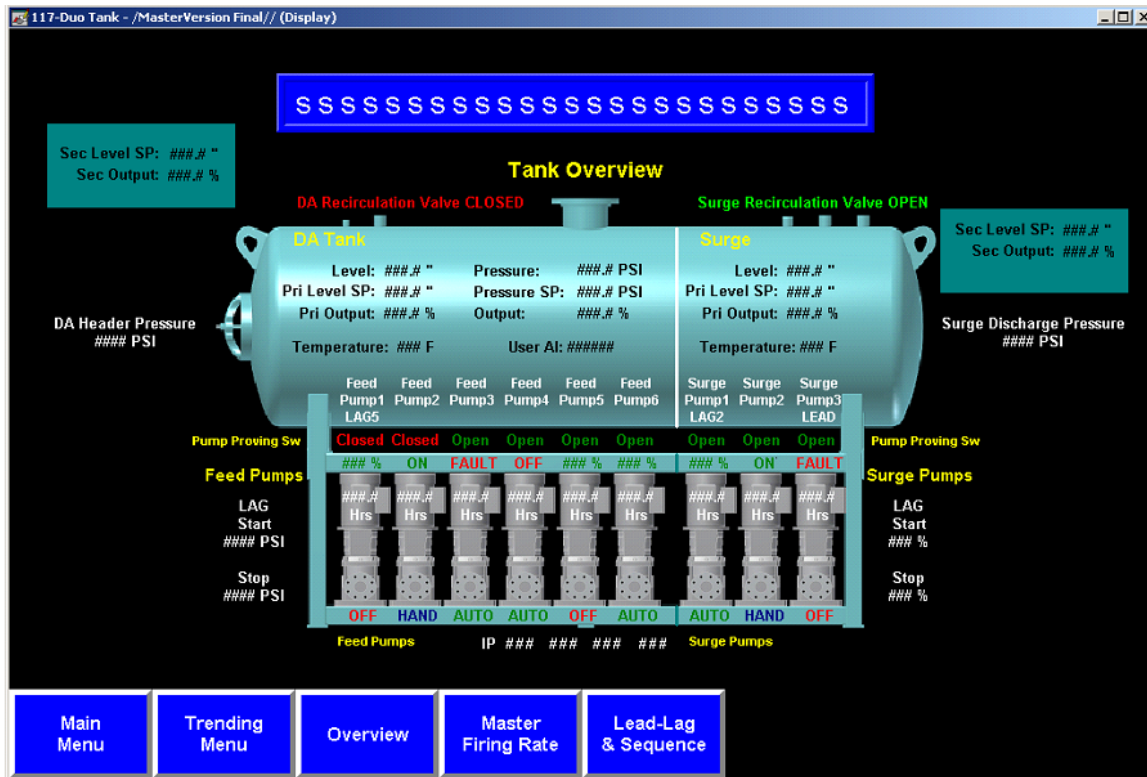 117-Duo Tank - /MasterVersion Final// (Display)
S S S S S S S S S S S S S S S S S S S S S S S S S
Sec Level SP: ###.# "
Sec Output: ###.# %
Tank Overview
DA Recirculation Valve CLOSED
Surge Recirculation Valve OPEN
Sec Level SP: ###.# "
Sec Output: ###.# %
DA Tank
Level: ###.# "
Pri Level SP: ###.# "
Pri Output: ###.# %
Temperature: ### F
Pressure: ###.# PSI
Pressure SP: ###.# PSI
Output: ###.# %
User AI: ######
Surge
Level: ###.# "
Pri Level SP: ###.# "
Pri Output: ###.# %
Temperature: ### F
DA Header Pressure
#### PSI
Surge Discharge Pressure
#### PSI
Feed Feed Feed Feed Feed Feed Surge Surge Surge
Pump1 Pump2 Pump3 Pump4 Pump5 Pump6 Pump1 Pump2 Pump3
LAG5 LAG2 LEAD
Pump Proving Sw Closed Closed Open Open Open Open Open Open Open Pump Proving Sw
### % ON FAULT OFF ### % ### % ### % ON FAULT
Feed Pumps
Surge Pumps
###.# ###.# ###.# ###.# ###.# ###.# ###.# ###.# ###.#
Hrs Hrs Hrs Hrs Hrs Hrs Hrs Hrs Hrs
LAG
Start
#### PSI
Stop
#### PSI
LAG
Start
### %
Stop
### %
OFF HAND AUTO AUTO OFF AUTO AUTO HAND OFF
Feed Pumps IP ### ### ### ### Surge Pumps
Main
Menu
Trending
Menu
Overview
Master
Firing Rate
Lead-Lag
& Sequence